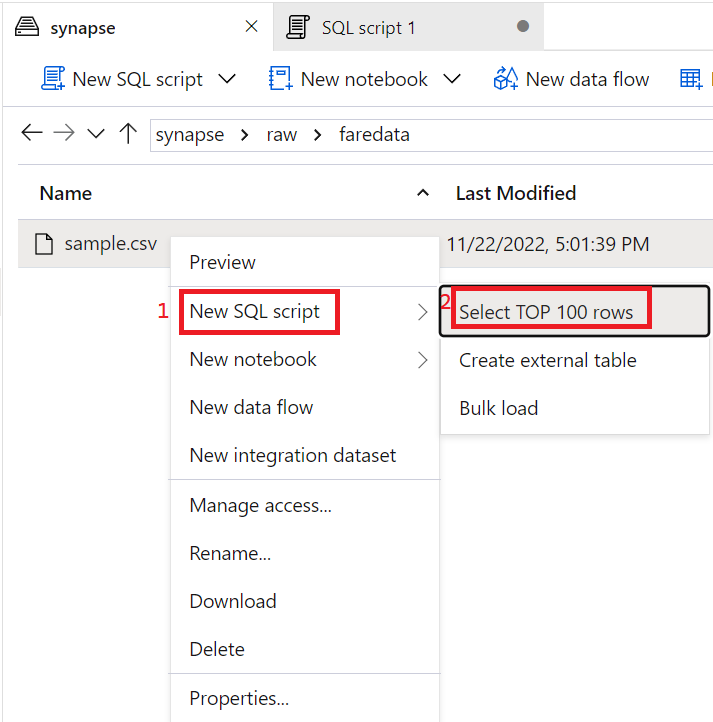 synapse
SQL script 1
New SQL script
New notebook
New data flow
synapse > raw > faredata
Name
Last Modified
sample.csv
11/22/2022, 5:01:39 PM
Preview
1
New SQL script
2
Select TOP 100 rows
New notebook
Create external table
New data flow
Bulk load
New integration dataset
Manage access...
Rename...
Download
Delete
Properties...